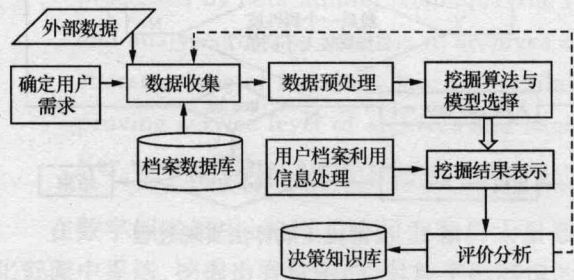 外部数据
确定用户
需求
数据收集
数据预处理
挖掘算法与
模型选择
档案数据库
用户档案利用
信息处理
挖掘结果表示
决策知识库
评价分析